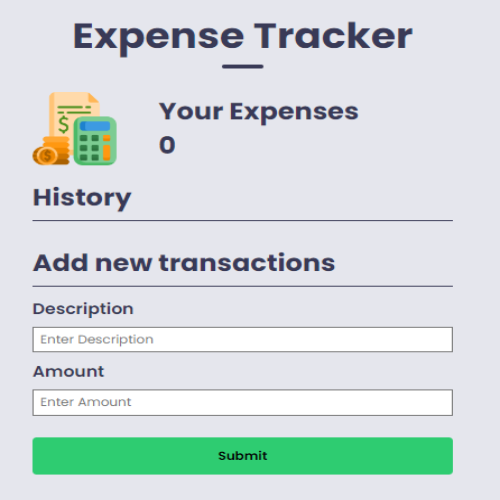 Expense Tracker
Your Expenses
0
History
Add new transactions
Description
Enter Description
Amount
Enter Amount
Submit